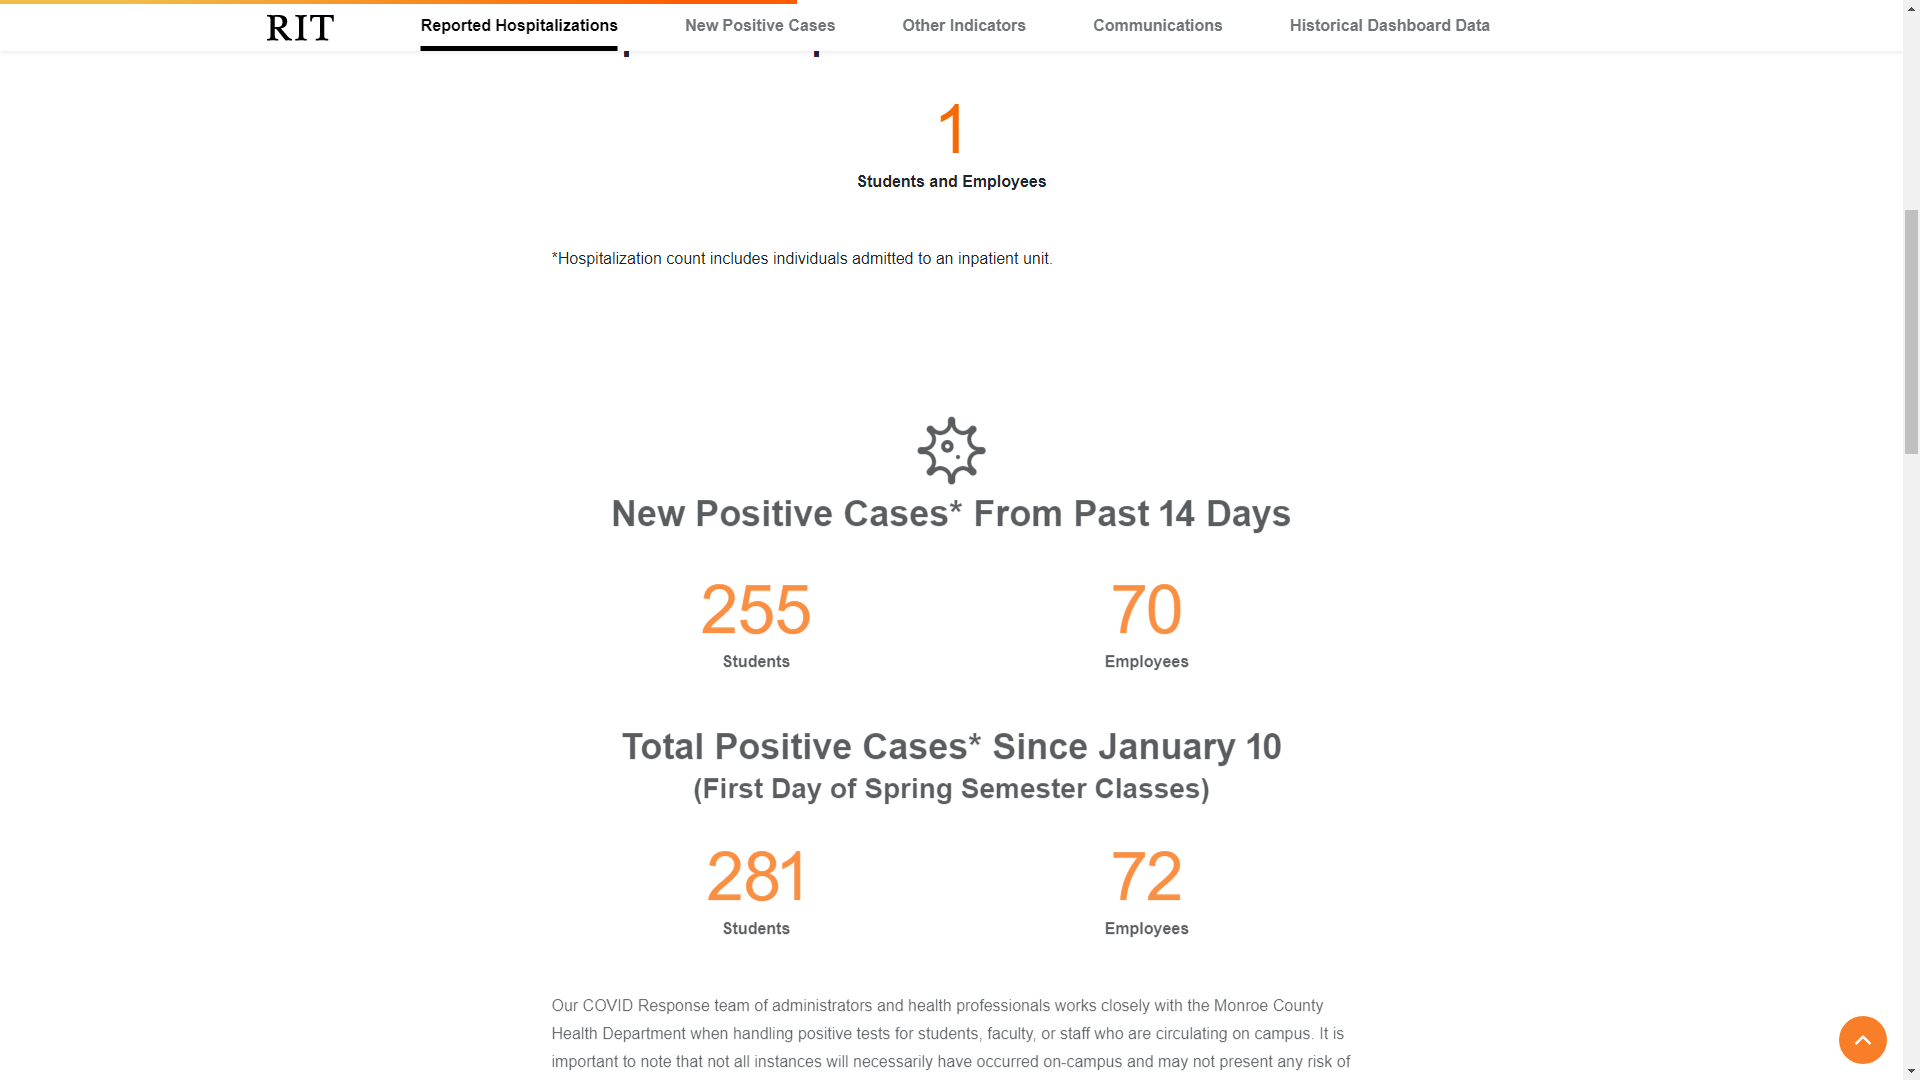 RIT
Reported Hospitalizations
New Positive Cases
Other Indicators
Communications
Historical Dashboard Data
1
Students and Employees
*Hospitalization count includes individuals admitted to an inpatient unit.
New Positive Cases* From Past 14 Days
255
70
Students
Employees
Total Positive Cases* Since January 10
(First Day of Spring Semester Classes)
281
72
Students
Employees
Our COVID Response team of administrators and health professionals works closely with the Monroe County
Health Department when handling positive tests for students, faculty, or staff who are circulating on campus. It is
important to note that not all instances will necessarily have occurred on-campus and may not present any risk of